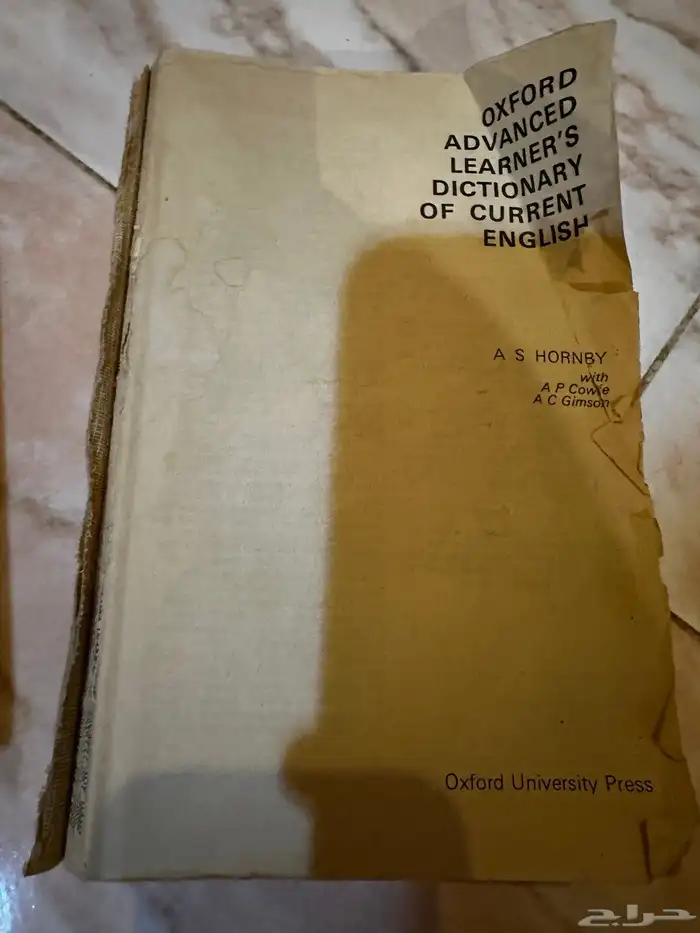 OXFORD
ADVANCED
LEARNER'S
DICTIONARY
OF CURRENT
ENGLISH
A S HORNBY
with
A P Cowie
A C Gimson
Oxford University Press
حراج